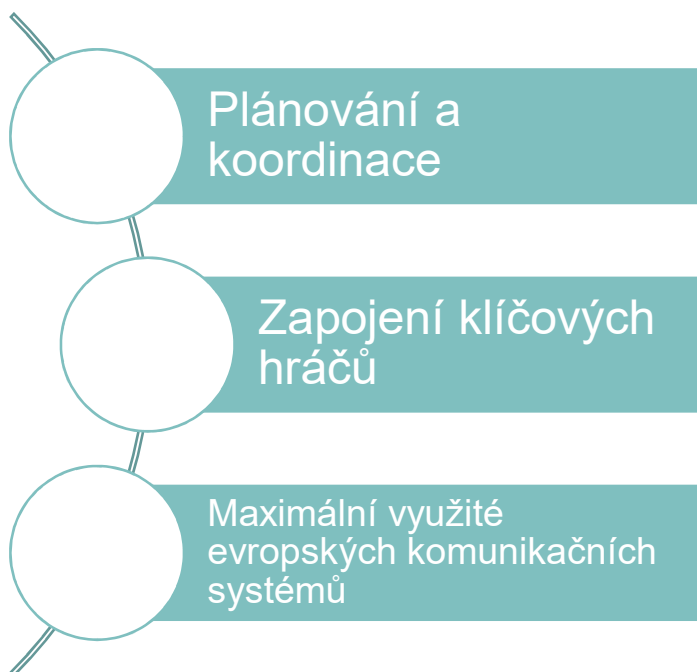 Plánování a
koordinace
Zapojení klíčových
hráčů
Maximální využité
evropských komunikačních
systémů